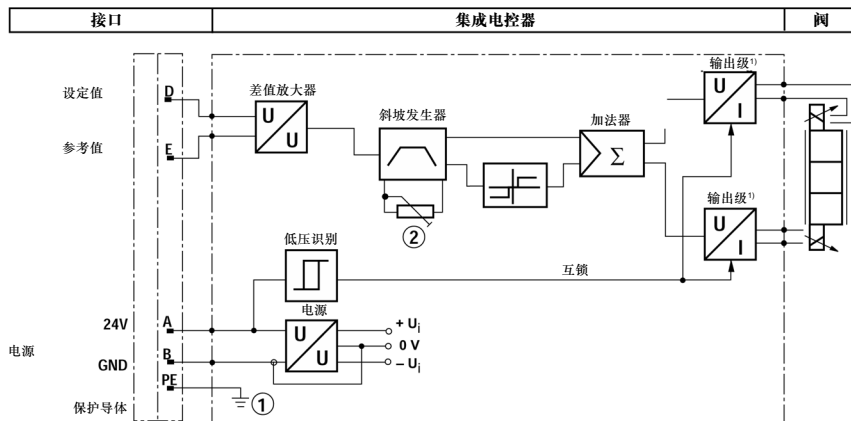 接口 集成电控器 阀
输出级1)
设定值 D 差值放大器
U U
U I
斜坡发生器 加法器
参考值 E
Σ
输出级1)
②
U I
低压识别
互锁
电源
24V A + Ui
U U
0 V
电源
GND B – Ui
PE
保护导体 ①